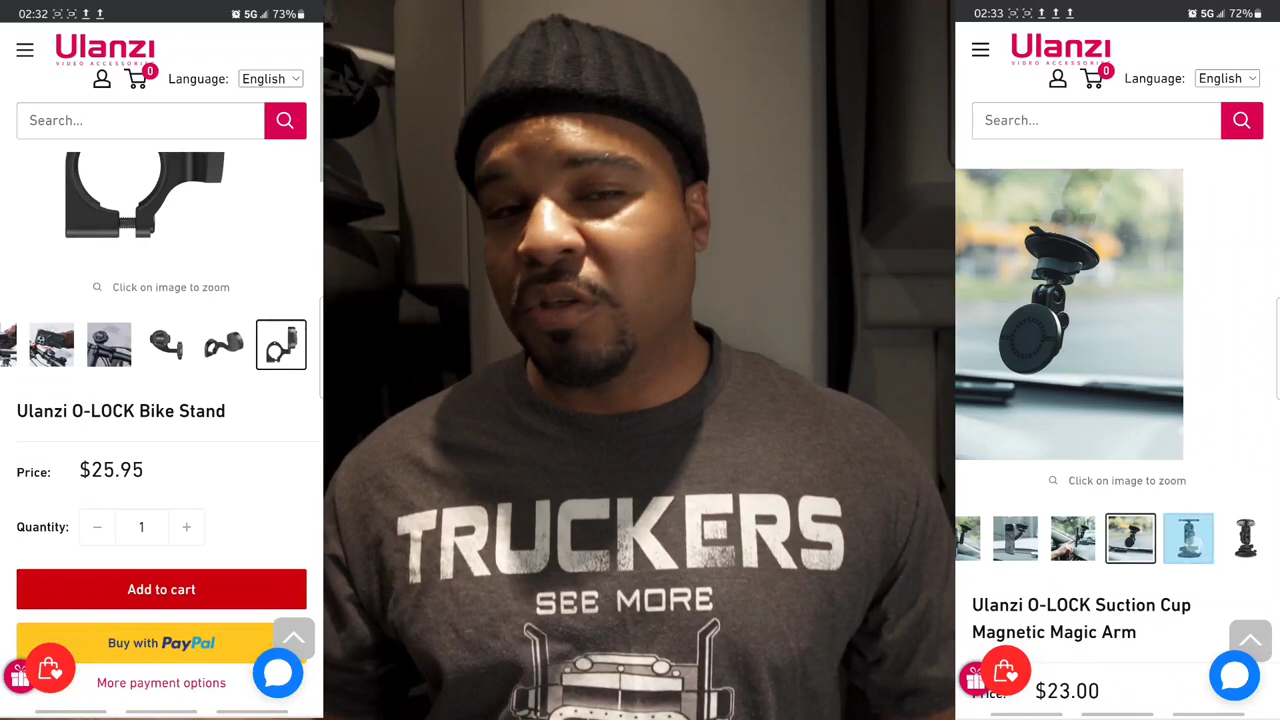 02:32
5G 73%
Ulanzi
VIDEO ACCESSORIES
0
Language:
English
Search...
Click on image to zoom
Ulanzi O-LOCK Bike Stand
Price: $25.95
Quantity: 1
Add to cart
Buy with PayPal
More payment options
TRUCKERS
SEE MORE
02:33
5G 72%
Ulanzi
VIDEO ACCESSORIES
0
Language:
English
Search...
Click on image to zoom
Ulanzi O-LOCK Suction Cup
Magnetic Magic Arm
Price: $23.00